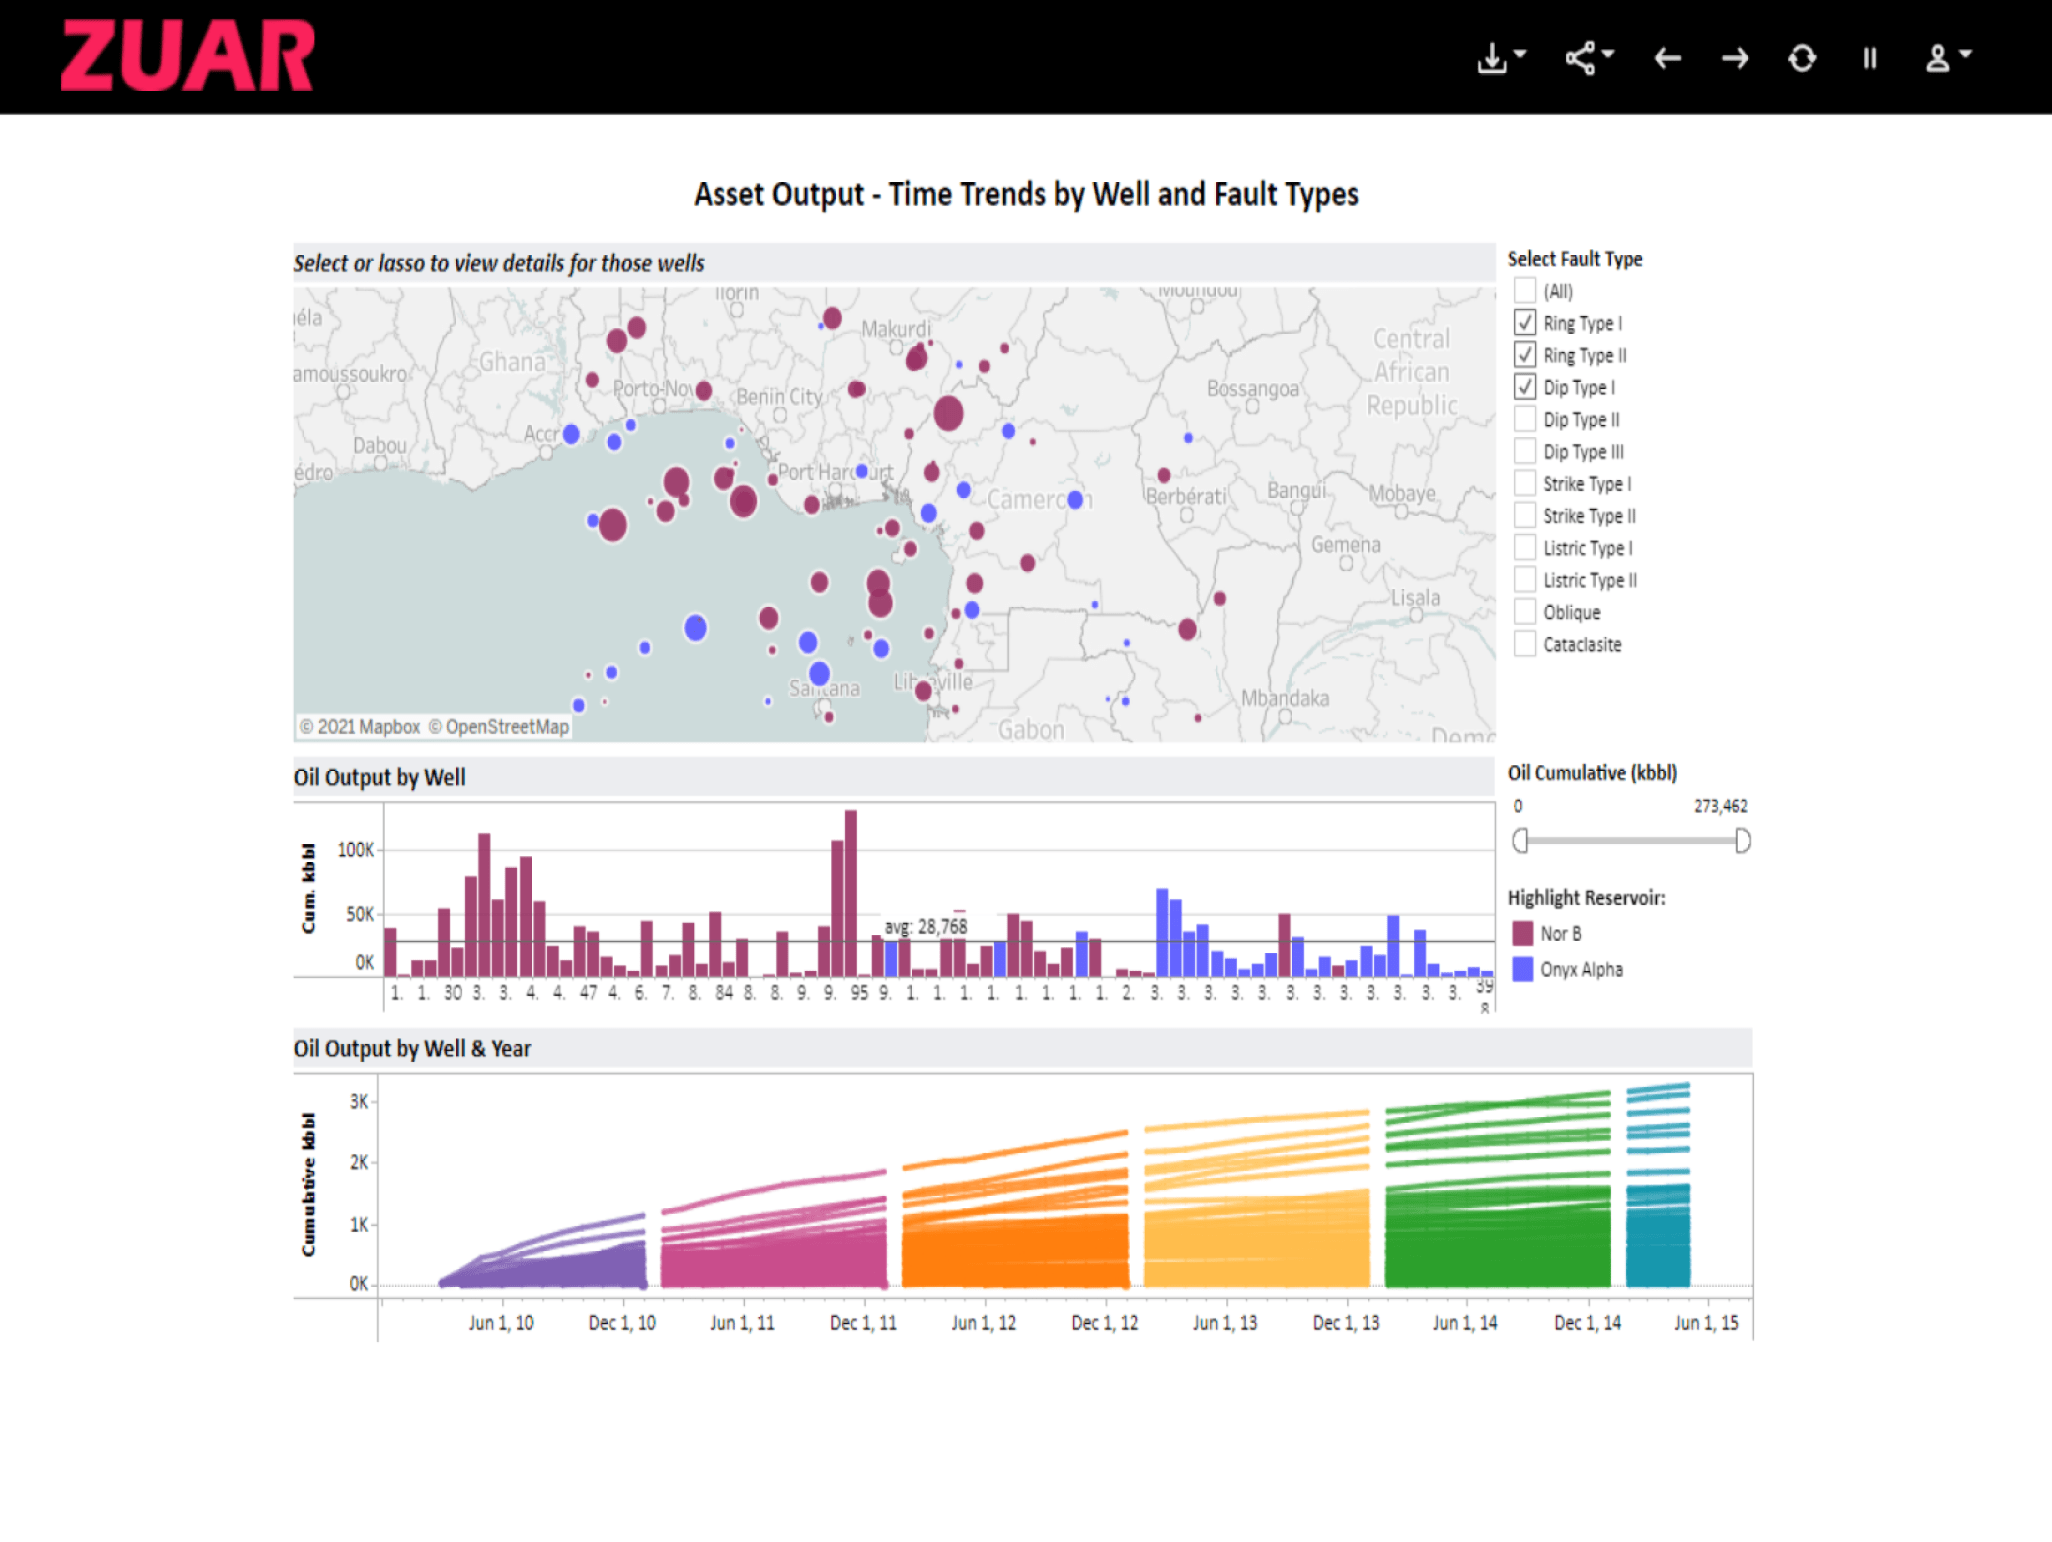 ZUAR
Asset Output - Time Trends by Well and Fault Types
Select or lasso to view details for those wells
Select Fault Type
(All)
Ring Type I
Ring Type II
Dip Type I
Dip Type II
Dip Type III
Strike Type I
Strike Type II
Listric Type I
Listric Type II
Oblique
Cataclasite
Ilorin
Moundou
éla
Makurdi
Central
African
Republic
Ghana
amoussoukro
Porto-Nov
Benin City
Bossangoa
Accr
Dabou
édro
Port Harcourt
Cameroon
Berbérati
Bangui
Mobaye
Gemena
Lisala
Santana
Libreville
Mbandaka
Gabon
Demo
© 2021 Mapbox © OpenStreetMap
Oil Output by Well
Cum. kbbl
100K
50K
0K
avg: 28,768
1. 1. 30 3. 3. 4. 4. 47 4. 6. 7. 8. 84 8. 8. 9. 9. 95 9. 1. 1. 1. 1. 1. 1. 1. 1. 2. 3. 3. 3. 3. 3. 3. 3. 3. 3. 3. 3. 3. 39
8
Oil Cumulative (kbbl)
0 273,462
Highlight Reservoir:
Nor B
Onyx Alpha
Oil Output by Well & Year
Cumulative kbbl
3K
2K
1K
0K
Jun 1, 10 Dec 1, 10 Jun 1, 11 Dec 1, 11 Jun 1, 12 Dec 1, 12 Jun 1, 13 Dec 1, 13 Jun 1, 14 Dec 1, 14 Jun 1, 15